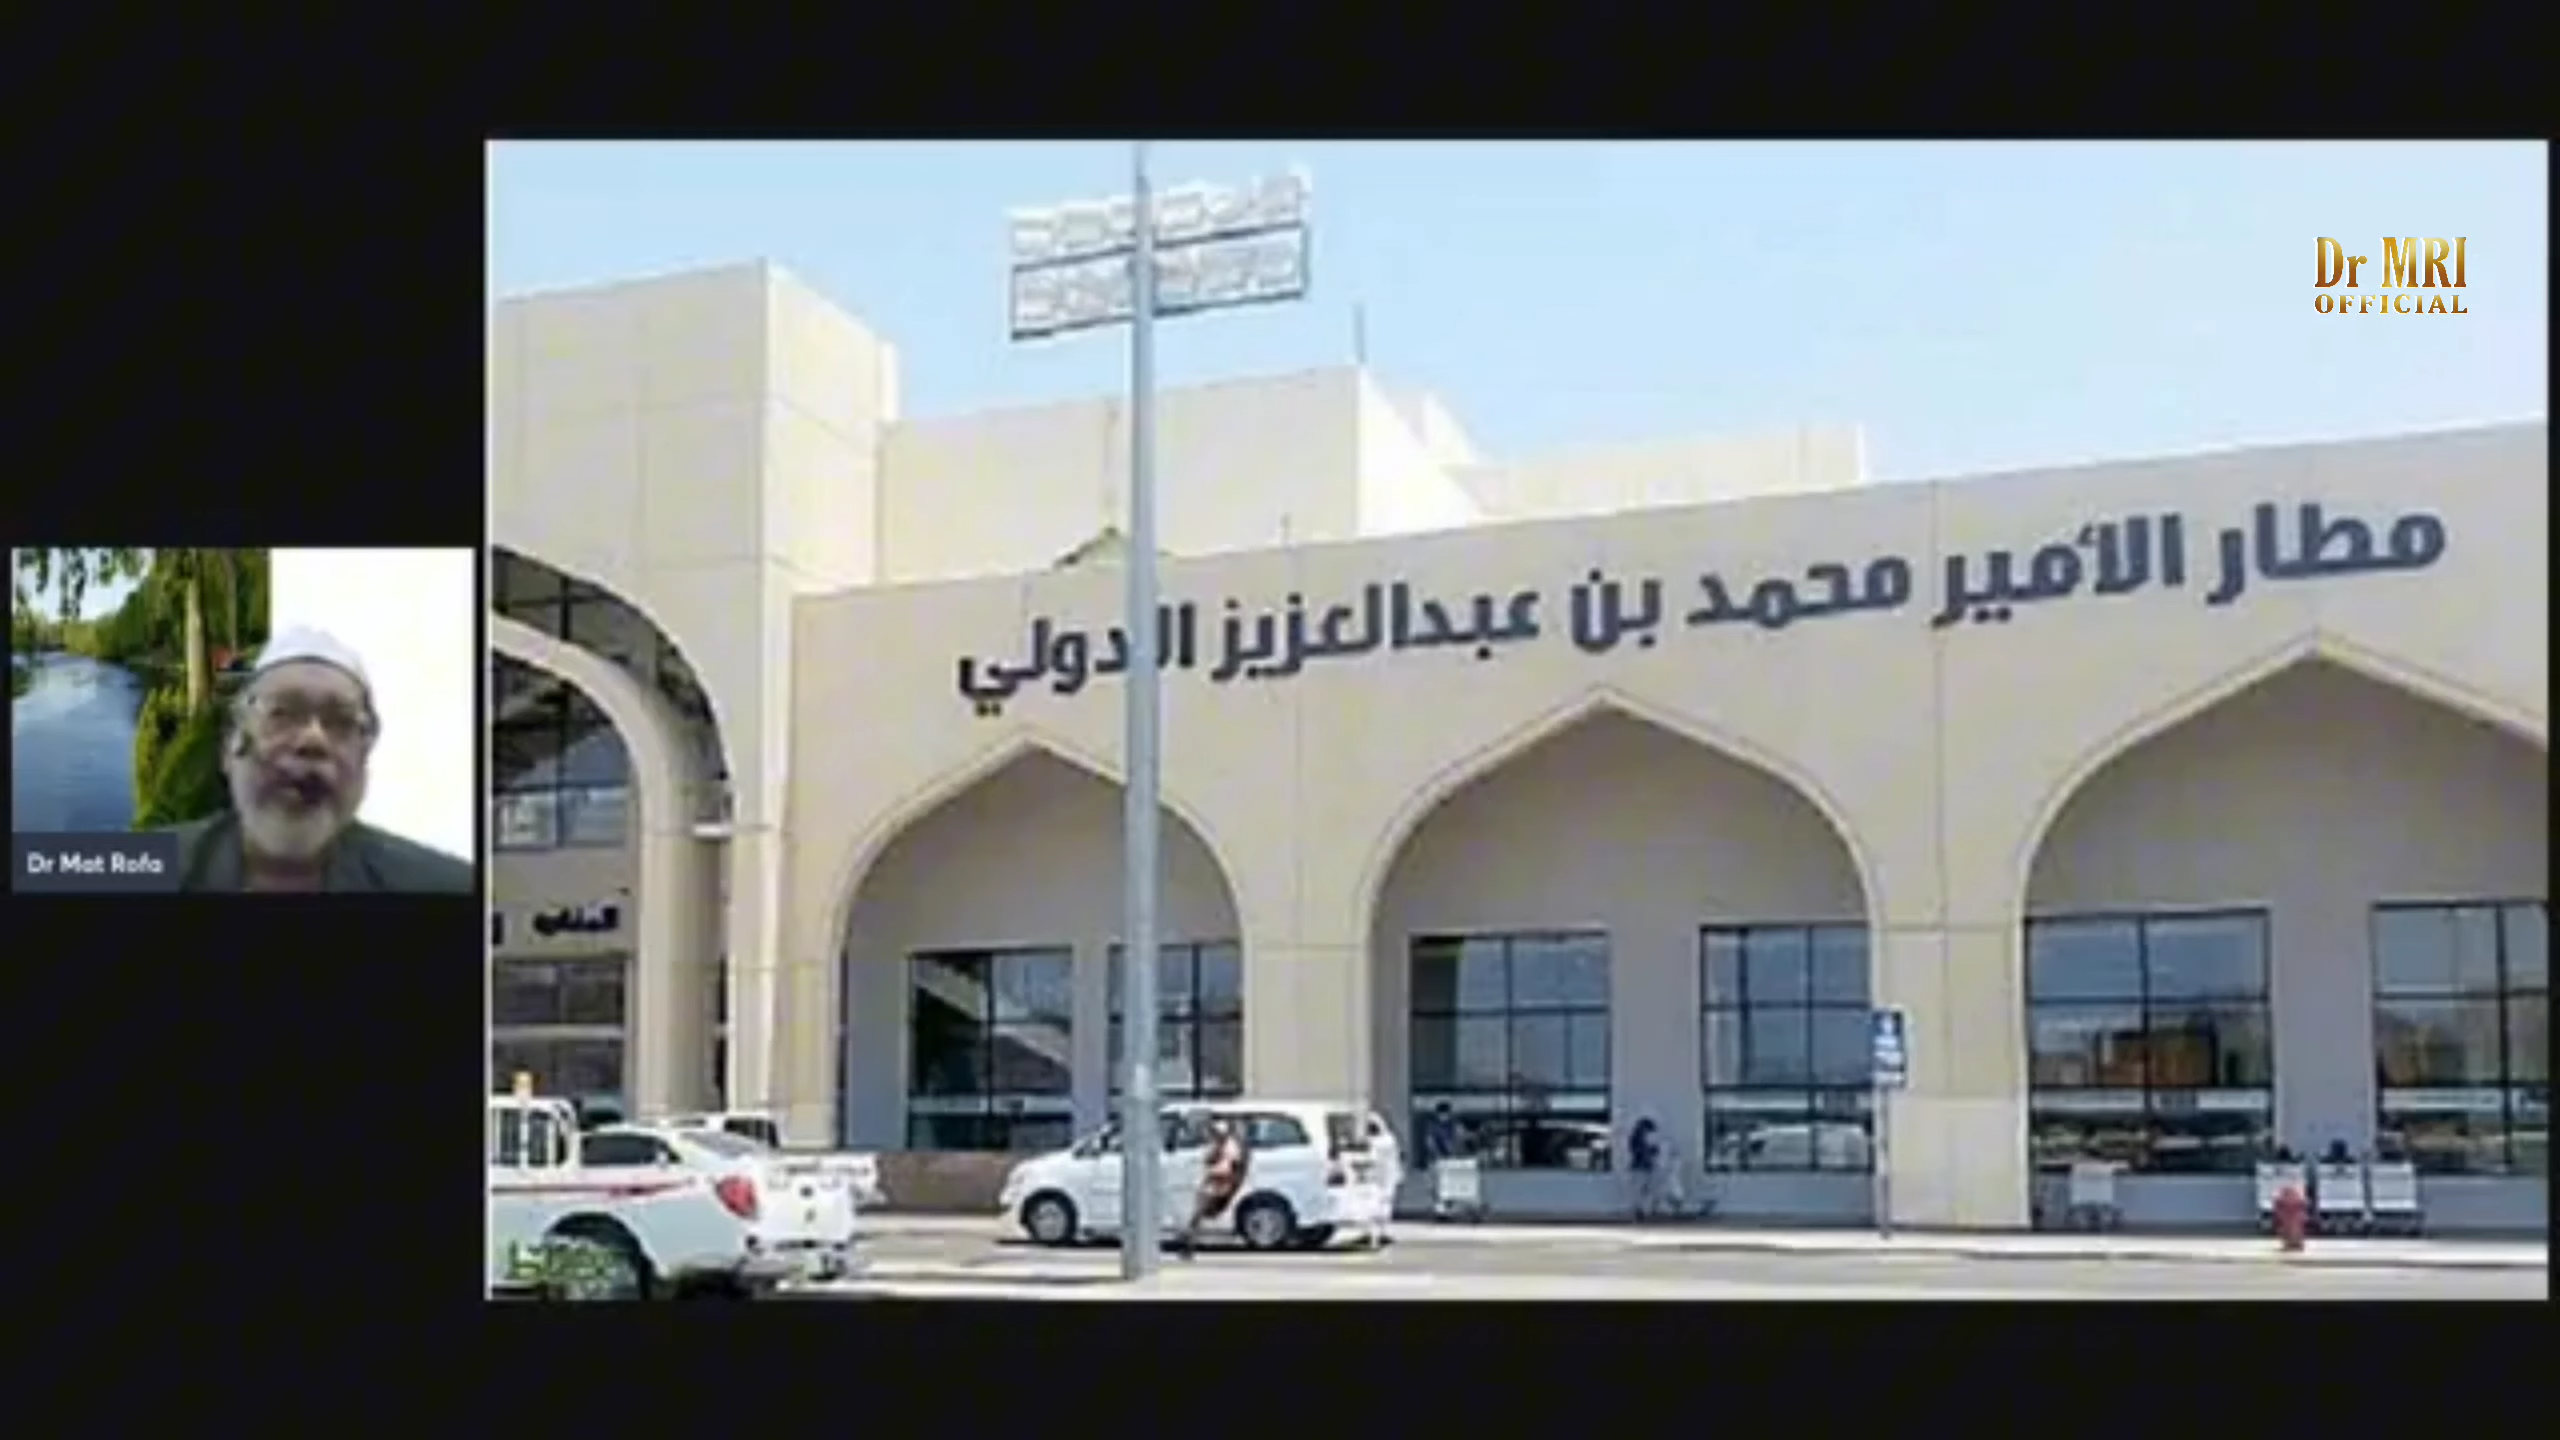 Dr MRI
OFFICIAL
مطار الأمير محمد بن عبدالعزيز الدولي
Dr Mat Rofa